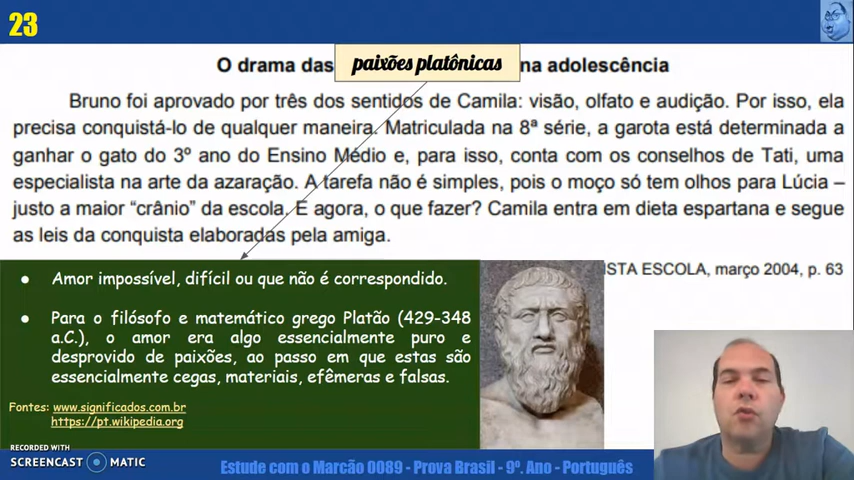 23
O drama das paixões platônicas na adolescência
Bruno foi aprovado por três dos sentidos de Camila: visão, olfato e audição. Por isso, ela
precisa conquistá-lo de qualquer maneira. Matriculada na 8ª série, a garota está determinada a
ganhar o gato do 3º ano do Ensino Médio e, para isso, conta com os conselhos de Tati, uma
especialista na arte da azaração. A tarefa não é simples, pois o moço só tem olhos para Lúcia –
justo a maior “crânio” da escola. E agora, o que fazer? Camila entra em dieta espartana e segue
as leis da conquista elaboradas pela amiga.
ISTA ESCOLA, março 2004, p. 63
● Amor impossível, difícil ou que não é correspondido.
● Para o filósofo e matemático grego Platão (429-348
a.C.), o amor era algo essencialmente puro e
desprovido de paixões, ao passo em que estas são
essencialmente cegas, materiais, efêmeras e falsas.
Fontes: www.significados.com.br
https://pt.wikipedia.org
RECORDED WITH
SCREENCAST MATIC
Estude com o Marcão 0089 - Prova Brasil - 9º. Ano - Português